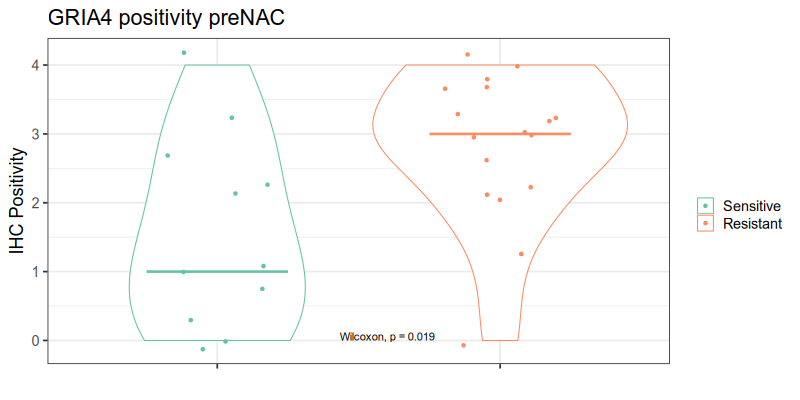 GRIA4 positivity preNAC
IHC Positivity
4
3
2
1
0
Wilcoxon, p = 0.019
Sensitive
Resistant